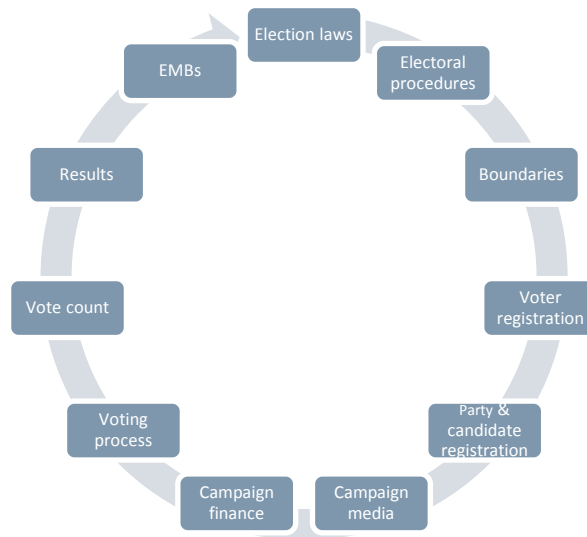 Election laws
Electoral
procedures
Boundaries
Voter
registration
Party &
candidate
registration
Campaign
media
Campaign
finance
Voting
process
Vote count
Results
EMBs